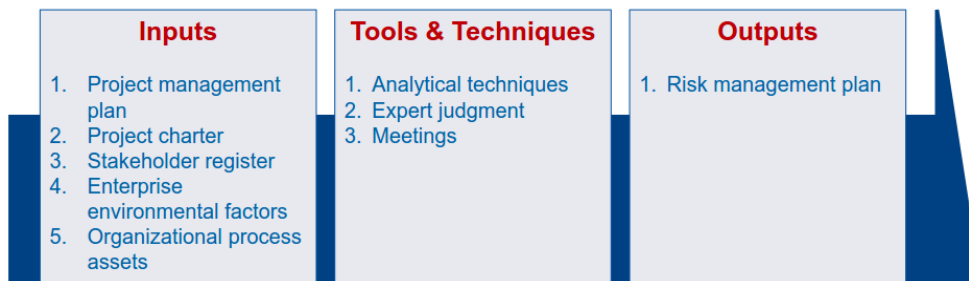 Inputs
1. Project management
plan
2. Project charter
3. Stakeholder register
4. Enterprise
environmental factors
5. Organizational process
assets
Tools & Techniques
1. Analytical techniques
2. Expert judgment
3. Meetings
Outputs
1. Risk management plan